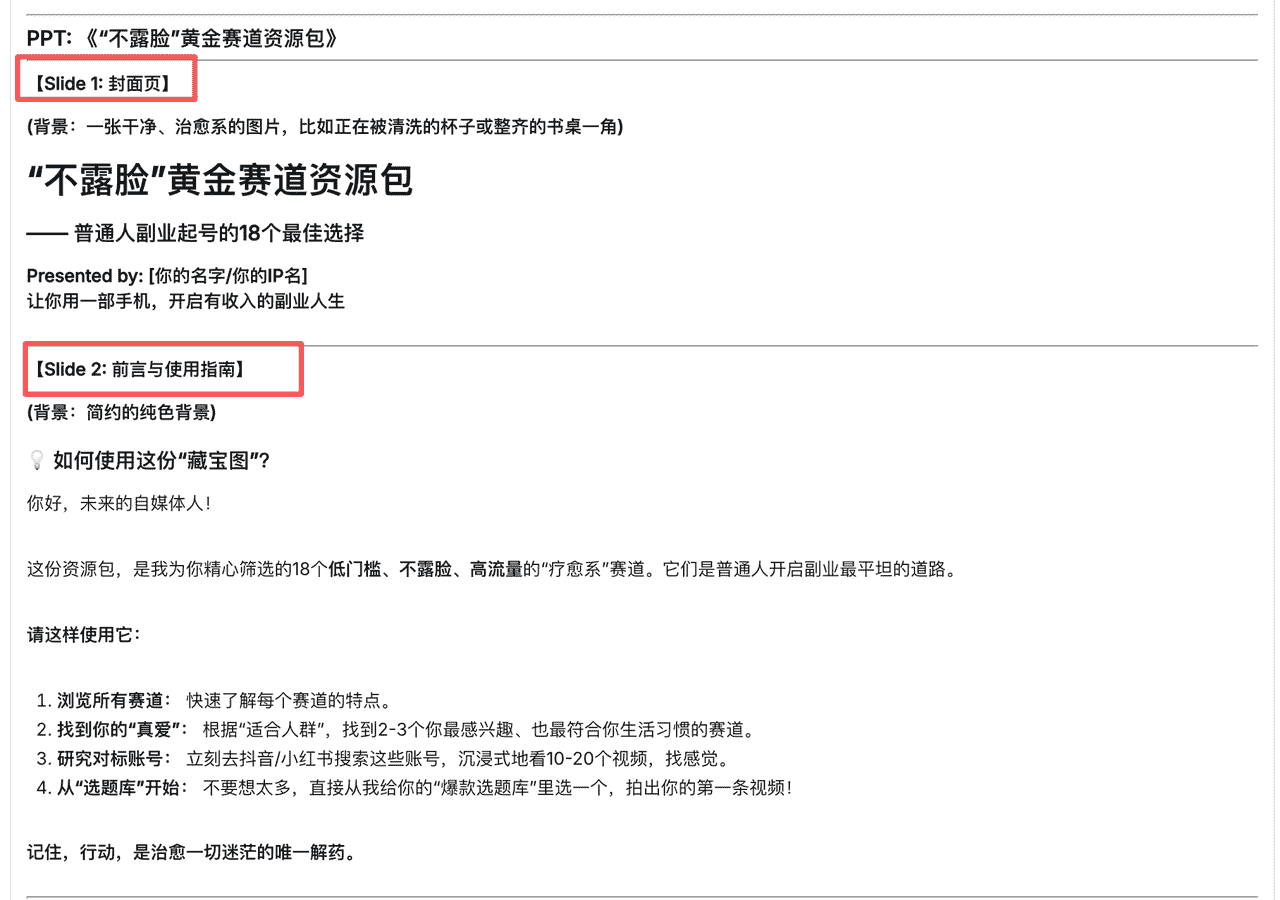 PPT: 《“不露脸”黄金赛道资源包》
【Slide 1: 封面页】
(背景：一张干净、治愈系的图片，比如正在被清洗的杯子或整齐的书桌一角)
“不露脸”黄金赛道资源包
—— 普通人副业起号的18个最佳选择
Presented by: [你的名字/你的IP名]
让你用一部手机，开启有收入的副业人生
【Slide 2: 前言与使用指南】
(背景：简约的纯色背景)
💡 如何使用这份“藏宝图”？
你好，未来的自媒体人！
这份资源包，是我为你精心筛选的18个低门槛、不露脸、高流量的“疗愈系”赛道。它们是普通人开启副业最平坦的道路。
请这样使用它：
1. 浏览所有赛道： 快速了解每个赛道的特点。
2. 找到你的“真爱”： 根据“适合人群”，找到2-3个你最感兴趣、也最符合你生活习惯的赛道。
3. 研究对标账号： 立刻去抖音/小红书搜索这些账号，沉浸式地看10-20个视频，找感觉。
4. 从“选题库”开始： 不要想太多，直接从我给你的“爆款选题库”里选一个，拍出你的第一条视频！
记住，行动，是治愈一切迷茫的唯一解药。